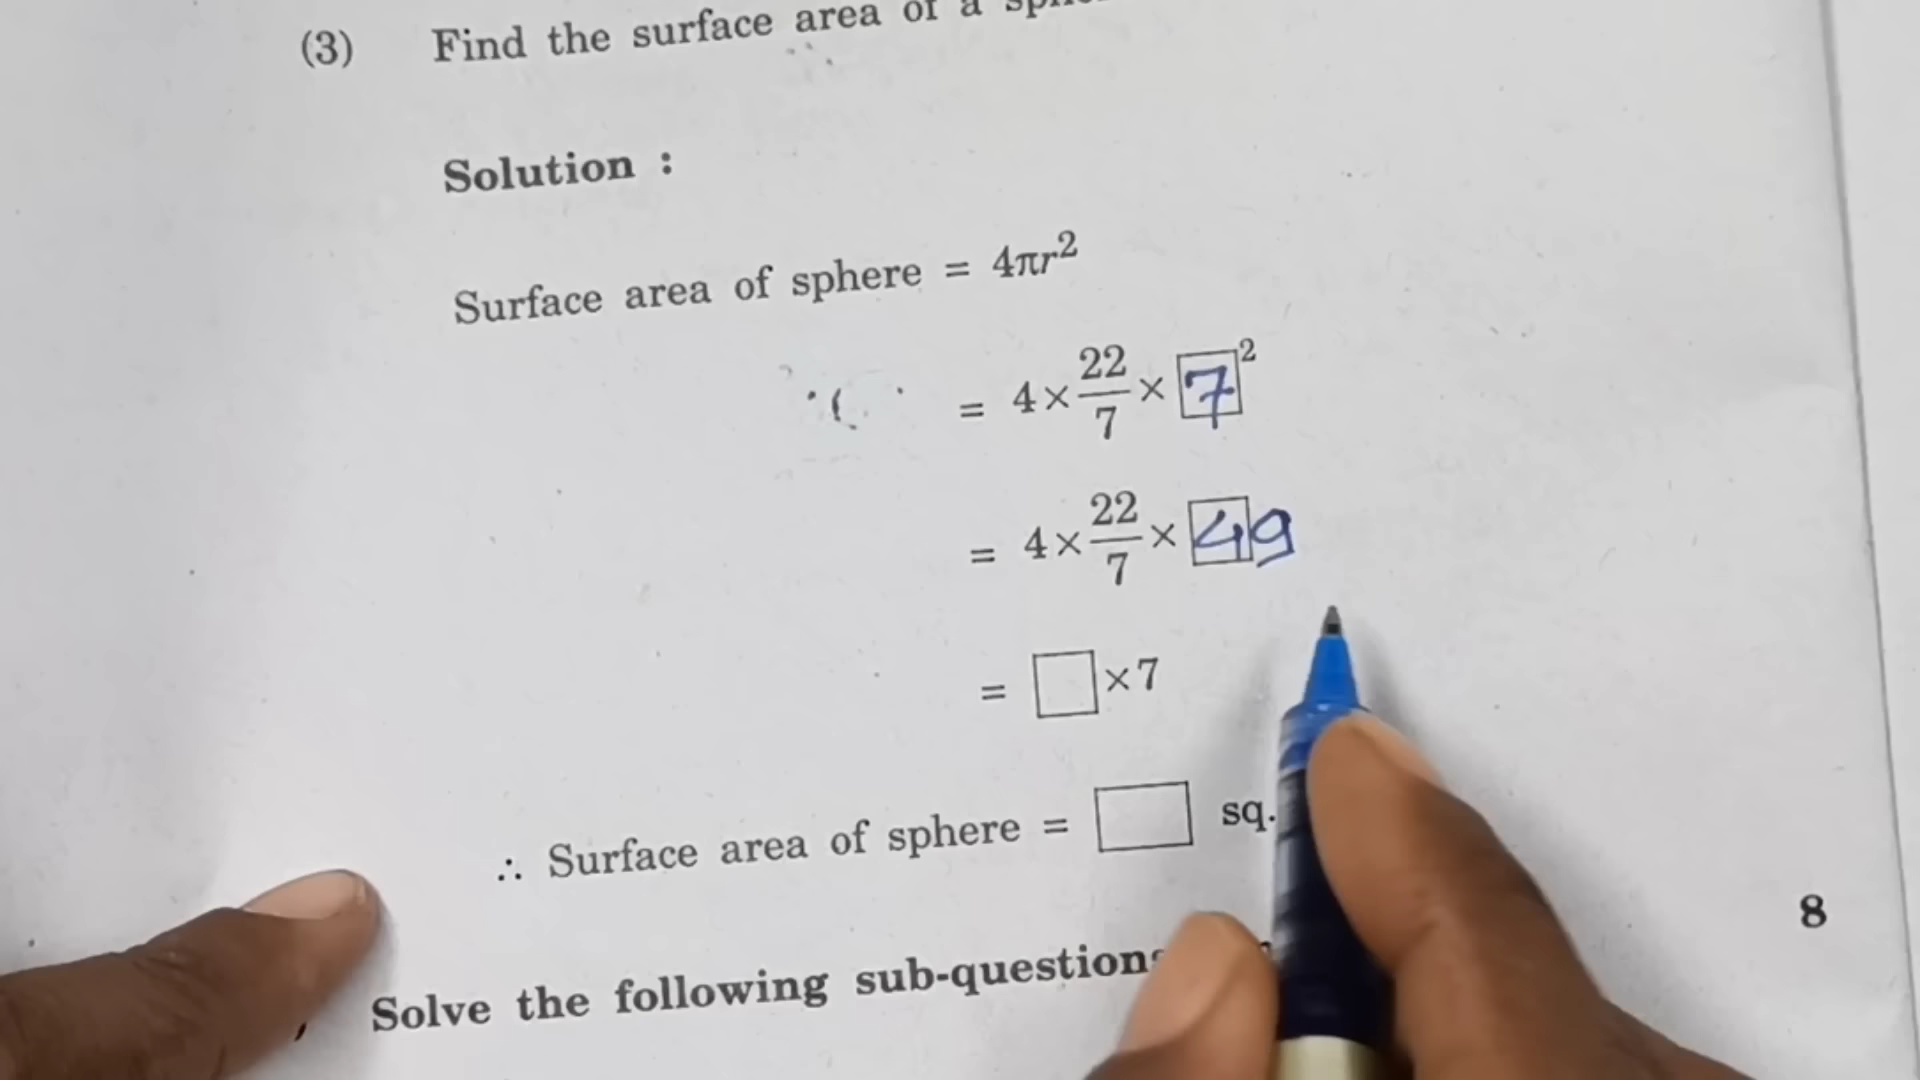 (3) Find the surface area of a
Solution :
Surface area of sphere = 4πr²
= 4 × 22/7 × 7²
= 4 × 22/7 × 49
= □ × 7
∴ Surface area of sphere = □ sq.
8
Solve the following sub-questions